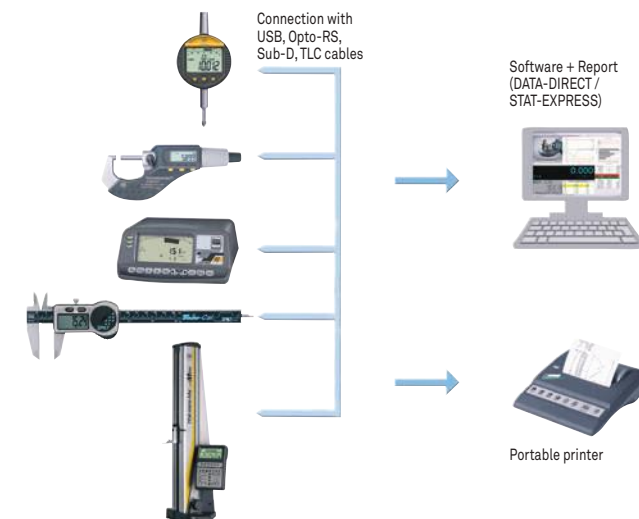 Connection with
USB, Opto-RS,
Sub-D, TLC cables
Software + Report
(DATA-DIRECT /
STAT-EXPRESS)
0.000
Portable printer